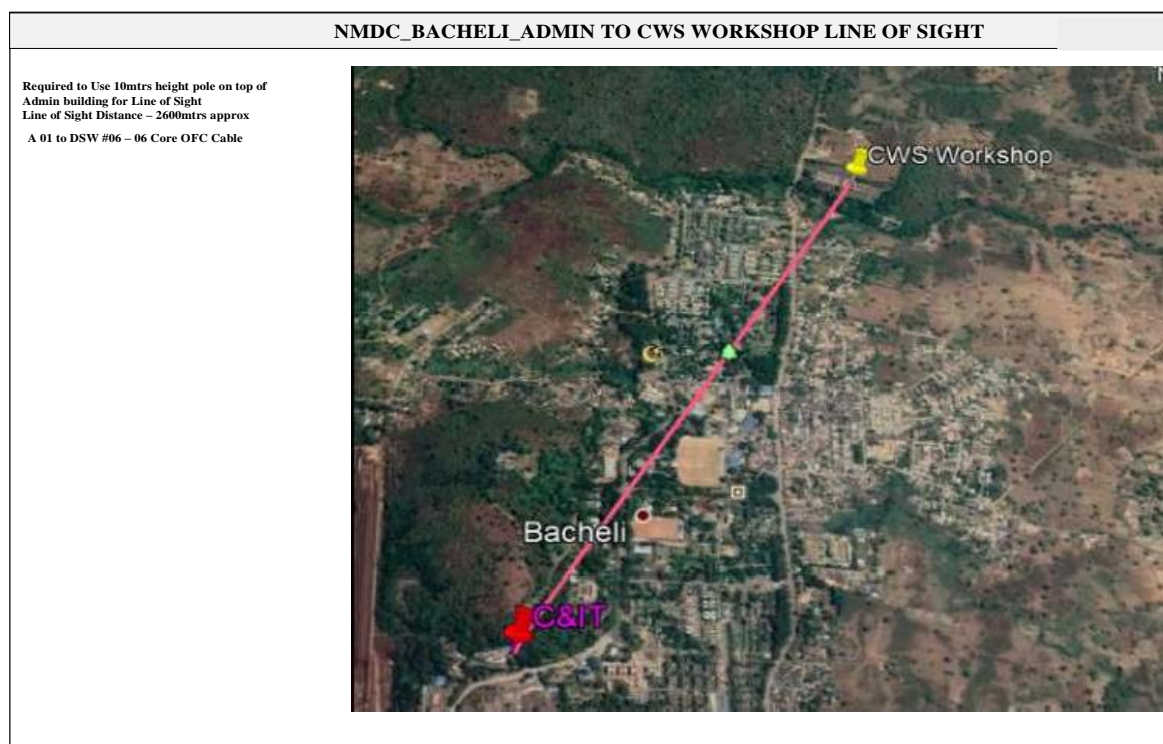 NMDC_BACHELI_ADMIN TO CWS WORKSHOP LINE OF SIGHT
Required to Use 10mtrs height pole on top of
Admin building for Line of Sight
Line of Sight Distance – 2600mtrs approx
A 01 to DSW #06 – 06 Core OFC Cable
CWS Workshop
Bacheli
C&IT